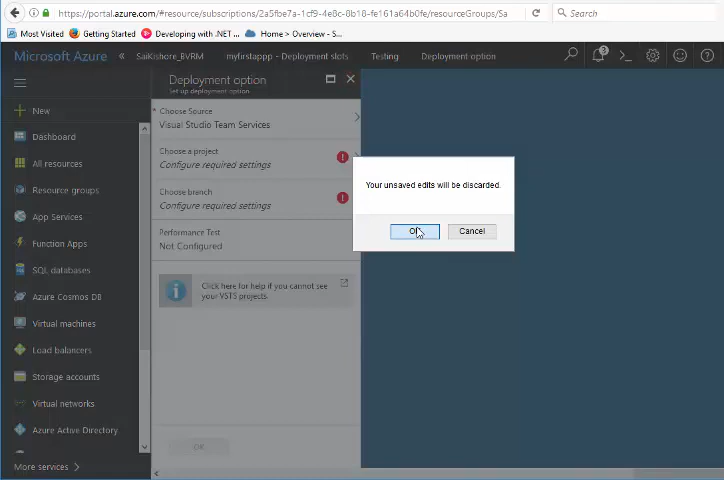 https://portal.azure.com/#resource/subscriptions/2a5fbe7a-1cf9-4e8c-8b18-fe161a64b0fe/resourceGroups/Sa
Search
Most Visited
Getting Started
Developing with .NET ...
Home > Overview - S...
Microsoft Azure
«
SaiKishore_BVRM
myfirstappp - Deployment slots
Testing
Deployment option
3
Deployment option
Set up deployment option
New
Dashboard
All resources
Resource groups
App Services
Function Apps
SQL databases
Azure Cosmos DB
Virtual machines
Load balancers
Storage accounts
Virtual networks
Azure Active Directory
More services >
* Choose Source
Visual Studio Team Services
Choose a project
Configure required settings
Choose branch
Configure required settings
Performance Test
Not Configured
Click here for help if you cannot see
your VSTS projects.
OK
Your unsaved edits will be discarded.
OK
Cancel